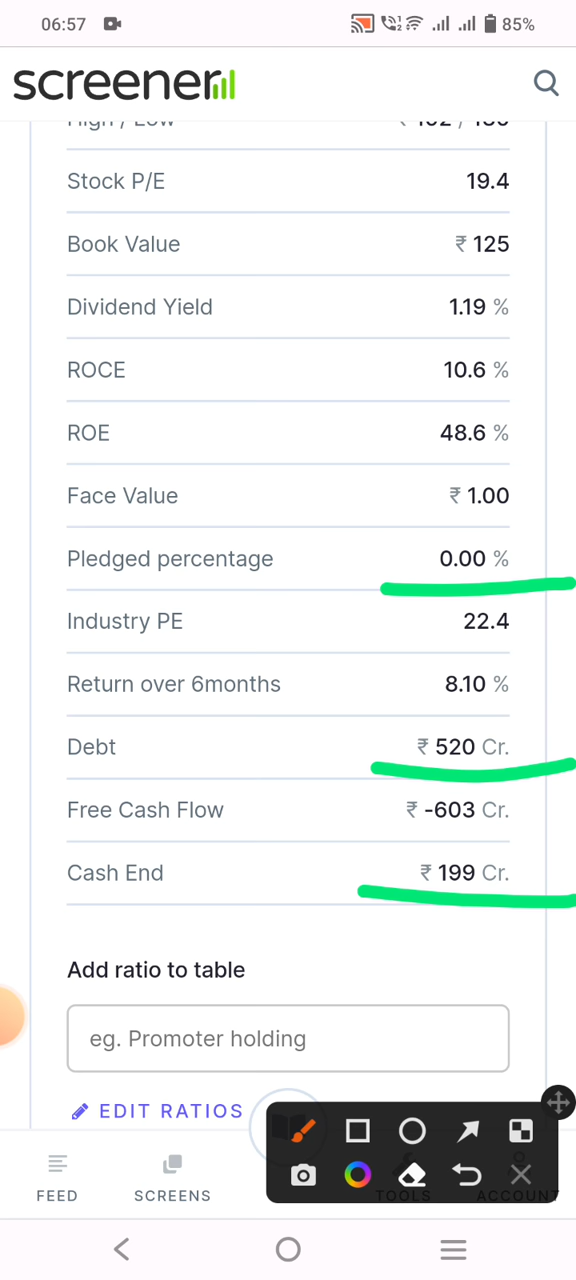 06:57 85%
screener
Stock P/E 19.4
Book Value ₹ 125
Dividend Yield 1.19 %
ROCE 10.6 %
ROE 48.6 %
Face Value ₹ 1.00
Pledged percentage 0.00 %
Industry PE 22.4
Return over 6months 8.10 %
Debt ₹ 520 Cr.
Free Cash Flow ₹ -603 Cr.
Cash End ₹ 199 Cr.
Add ratio to table
eg. Promoter holding
EDIT RATIOS
FEED SCREENS TOOLS ACCOUNT